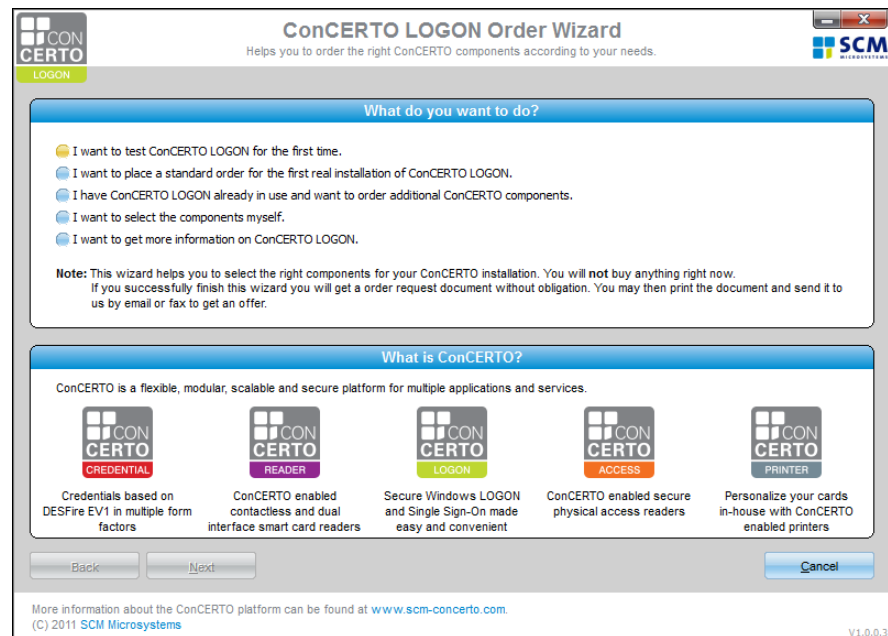 CON
CERTO
LOGON
ConCERTO LOGON Order Wizard
Helps you to order the right ConCERTO components according to your needs.
SCM
MICROSYSTEMS
What do you want to do?
I want to test ConCERTO LOGON for the first time.
I want to place a standard order for the first real installation of ConCERTO LOGON.
I have ConCERTO LOGON already in use and want to order additional ConCERTO components.
I want to select the components myself.
I want to get more information on ConCERTO LOGON.
Note: This wizard helps you to select the right components for your ConCERTO installation. You will not buy anything right now.
If you successfully finish this wizard you will get a order request document without obligation. You may then print the document and send it to
us by email or fax to get an offer.
What is ConCERTO?
ConCERTO is a flexible, modular, scalable and secure platform for multiple applications and services.
CON
CERTO
CREDENTIAL
Credentials based on
DESFire EV1 in multiple form
factors
CON
CERTO
READER
ConCERTO enabled
contactless and dual
interface smart card readers
CON
CERTO
LOGON
Secure Windows LOGON
and Single Sign-On made
easy and convenient
CON
CERTO
ACCESS
ConCERTO enabled secure
physical access readers
CON
CERTO
PRINTER
Personalize your cards
in-house with ConCERTO
enabled printers
Back
Next
Cancel
More information about the ConCERTO platform can be found at www.scm-concerto.com.
(C) 2011 SCM Microsystems
V1.0.0.3